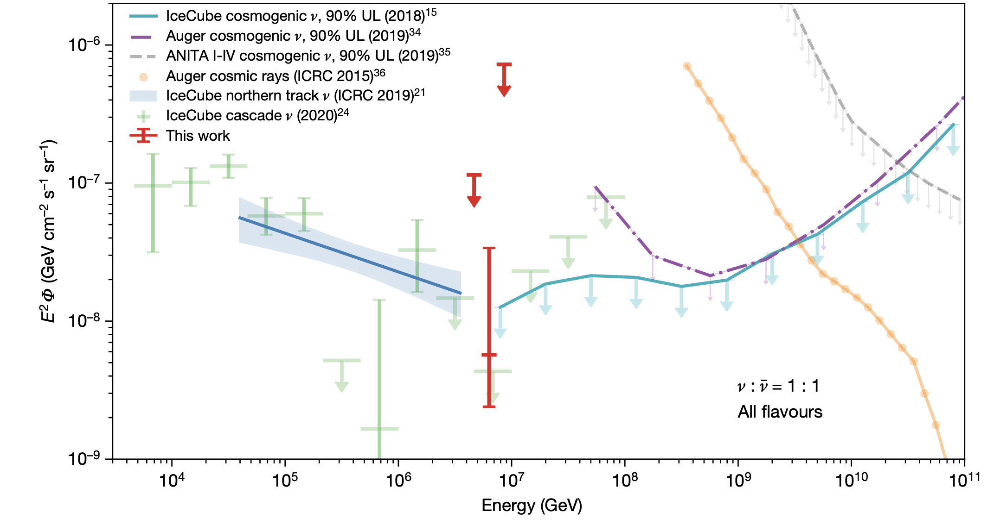 IceCube cosmogenic ν, 90% UL (2018)¹⁵
Auger cosmogenic ν, 90% UL (2019)³⁴
ANITA I-IV cosmogenic ν, 90% UL (2019)³⁵
Auger cosmic rays (ICRC 2015)³⁶
IceCube northern track ν (ICRC 2019)²¹
IceCube cascade ν (2020)²⁴
This work
10⁻⁶
10⁻⁷
10⁻⁸
10⁻⁹
E²Φ (GeV cm⁻² s⁻¹ sr⁻¹)
ν : ν̄ = 1 : 1
All flavours
10⁴ 10⁵ 10⁶ 10⁷ 10⁸ 10⁹ 10¹⁰ 10¹¹
Energy (GeV)